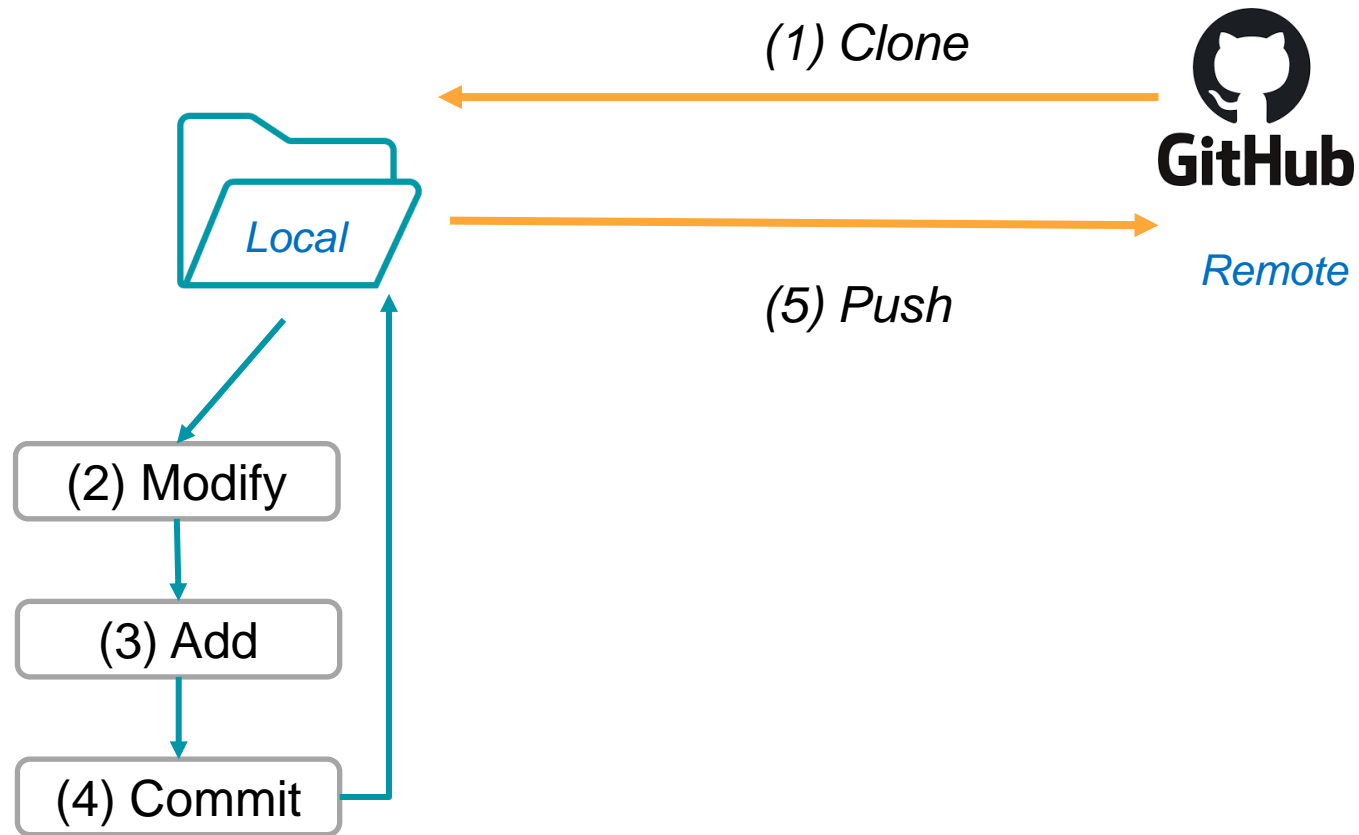 (1) Clone
GitHub
Local
Remote
(5) Push
(2) Modify
(3) Add
(4) Commit